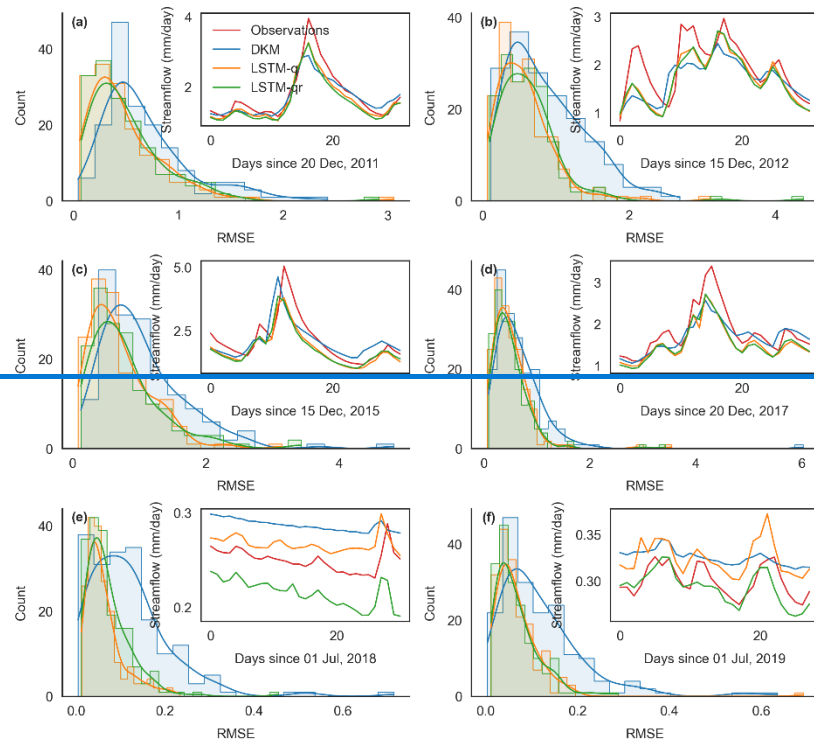 (a)
Count
40
20
0
0
1
2
3
RMSE
Streamflow (mm/day)
4
2
0
20
Days since 20 Dec, 2011
Observations
DKM
LSTM-q
LSTM-qr
(b)
Count
40
20
0
0
2
4
RMSE
Streamflow (mm/day)
3
2
1
0
20
Days since 15 Dec, 2012
(c)
Count
40
20
0
0
2
4
RMSE
Streamflow (mm/day)
5.0
2.5
0
20
Days since 15 Dec, 2015
(d)
Count
40
20
0
0
2
4
6
RMSE
Streamflow (mm/day)
3
2
1
0
20
Days since 20 Dec, 2017
(e)
Count
40
20
0
0.0
0.2
0.4
0.6
RMSE
Streamflow (mm/day)
0.3
0.2
0
20
Days since 01 Jul, 2018
(f)
Count
40
20
0
0.0
0.2
0.4
0.6
RMSE
Streamflow (mm/day)
0.35
0.30
0
20
Days since 01 Jul, 2019